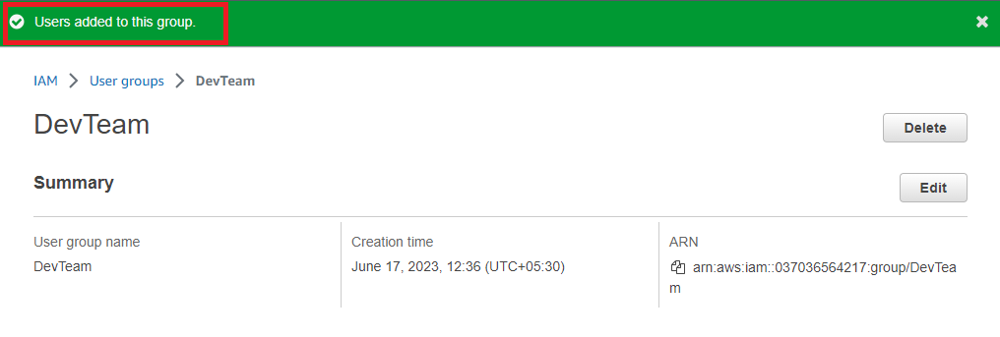 Users added to this group.
IAM > User groups > DevTeam
DevTeam
Delete
Summary
Edit
User group name
DevTeam
Creation time
June 17, 2023, 12:36 (UTC+05:30)
ARN
arn:aws:iam::037036564217:group/DevTea
m